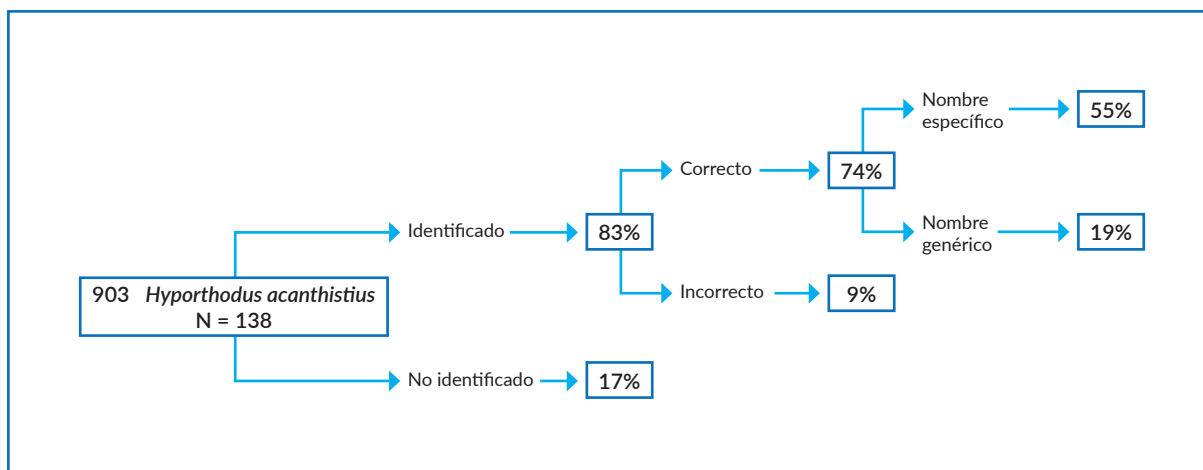 Nombre
específico
55%
Correcto
74%
Identificado
83%
Nombre
genérico
19%
903 Hyporthodus acanthistius
N = 138
Incorrecto
9%
No identificado
17%